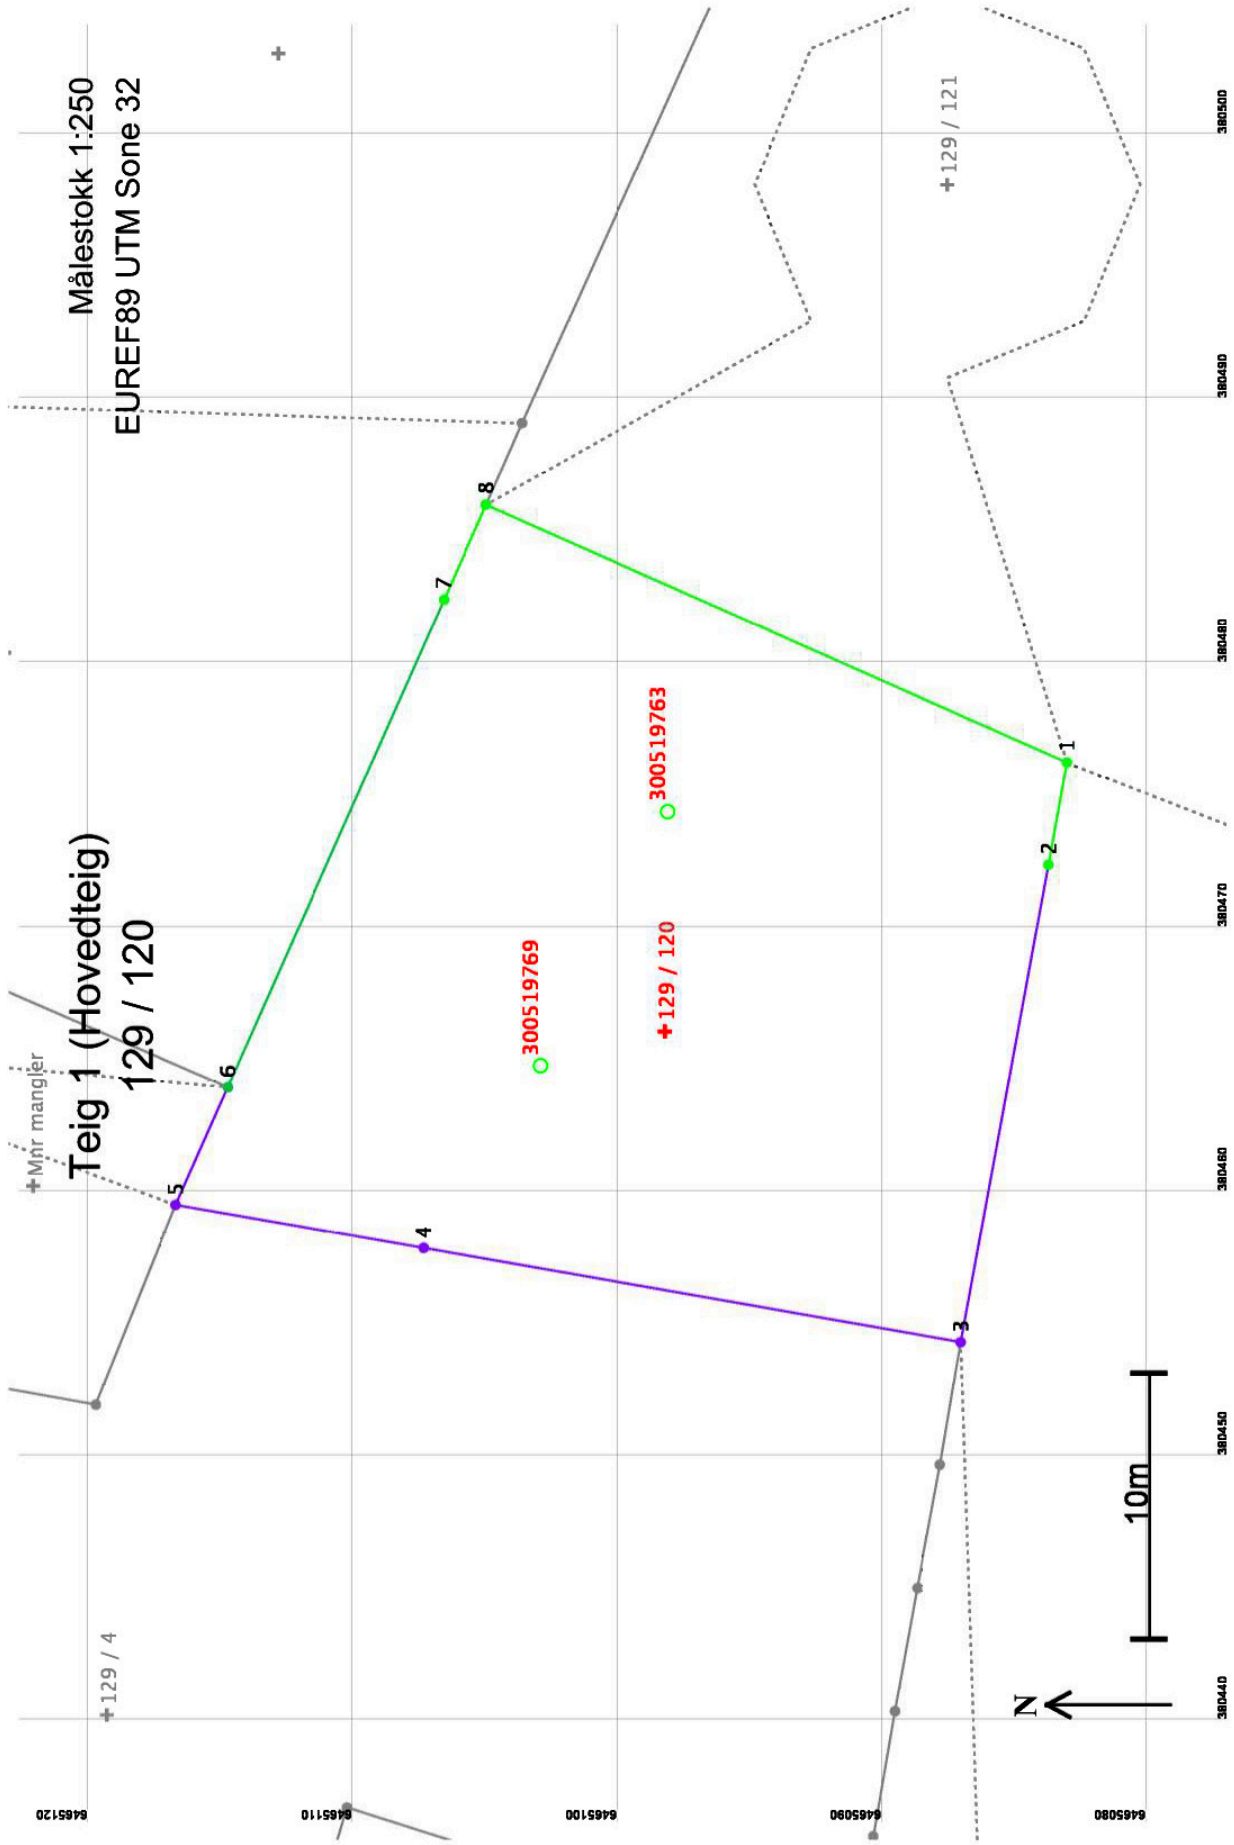 Målestokk 1:250
EUREF89 UTM Sone 32
Teig 1 (Hovedteig)
129 / 120
Mnr mangler
129 / 4
129 / 121
5
6
4
7
8
300519769
300519763
129 / 120
3
2
1
N
10m
6465120
6465110
6465100
6465090
6465080
380440
380450
380460
380470
380480
380490
380500